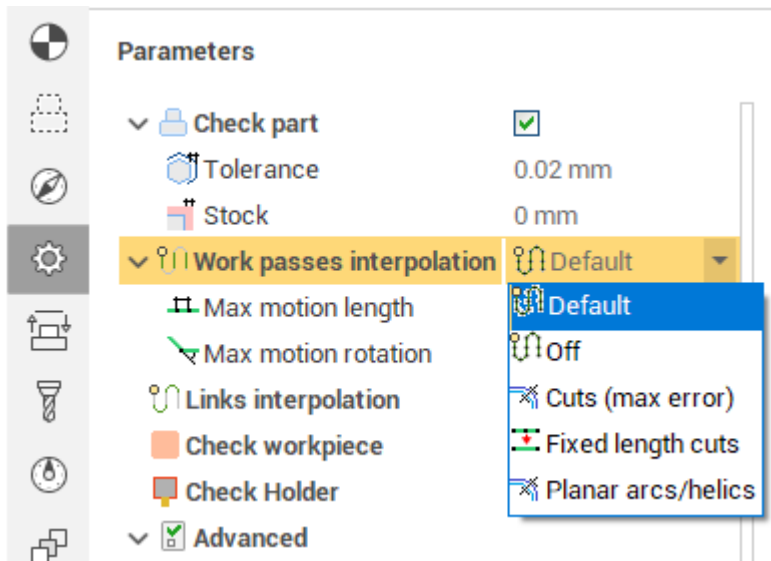 Parameters
Check part
Tolerance 0.02 mm
Stock 0 mm
Work passes interpolation Default
Max motion length Default
Max motion rotation Off
Links interpolation Cuts (max error)
Check workpiece Fixed length cuts
Check Holder Planar arcs/helics
Advanced